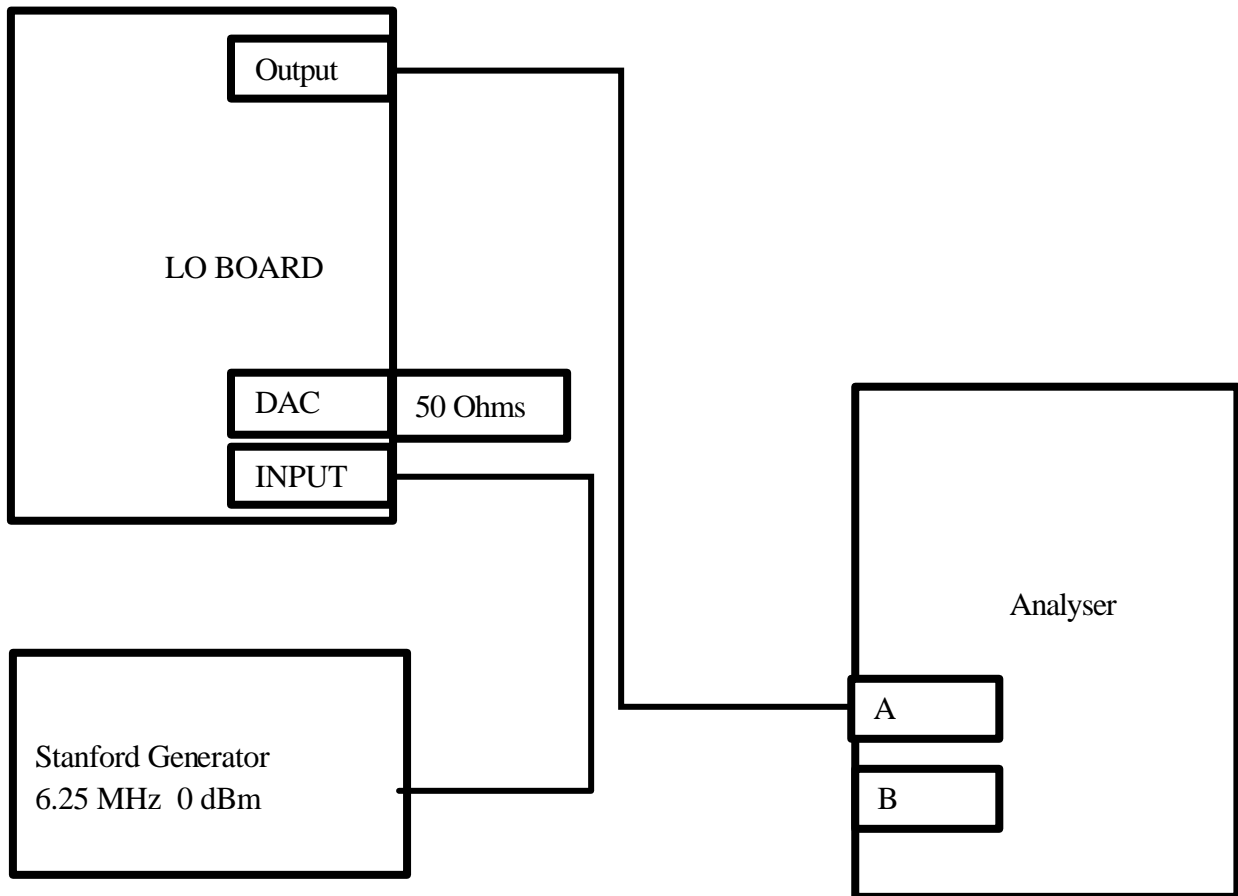 Output
LO BOARD
DAC
50 Ohms
INPUT
Analyser
A
Stanford Generator
6.25 MHz 0 dBm
B